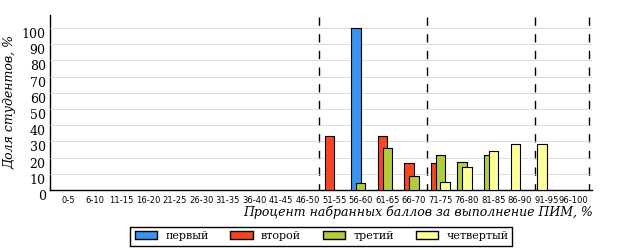 Доля студентов, %
100
90
80
70
60
50
40
30
20
10
0
0-5 6-10 11-15 16-20 21-25 26-30 31-35 36-40 41-45 46-50 51-55 56-60 61-65 66-70 71-75 76-80 81-85 86-90 91-95 96-100
Процент набранных баллов за выполнение ПИМ, %
первый второй третий четвертый